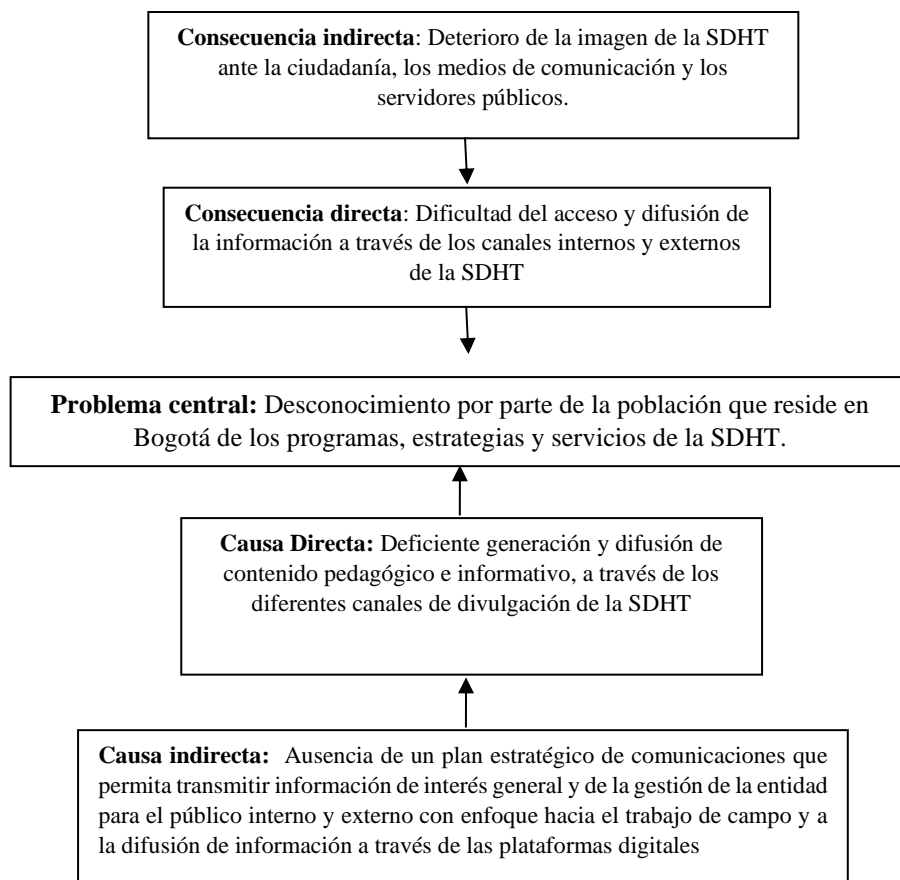 Consecuencia indirecta: Deterioro de la imagen de la SDHT
ante la ciudadanía, los medios de comunicación y los
servidores públicos.
Consecuencia directa: Dificultad del acceso y difusión de
la información a través de los canales internos y externos
de la SDHT
Problema central: Desconocimiento por parte de la población que reside en
Bogotá de los programas, estrategias y servicios de la SDHT.
Causa Directa: Deficiente generación y difusión de
contenido pedagógico e informativo, a través de los
diferentes canales de divulgación de la SDHT
Causa indirecta: Ausencia de un plan estratégico de comunicaciones que
permita transmitir información de interés general y de la gestión de la entidad
para el público interno y externo con enfoque hacia el trabajo de campo y a
la difusión de información a través de las plataformas digitales